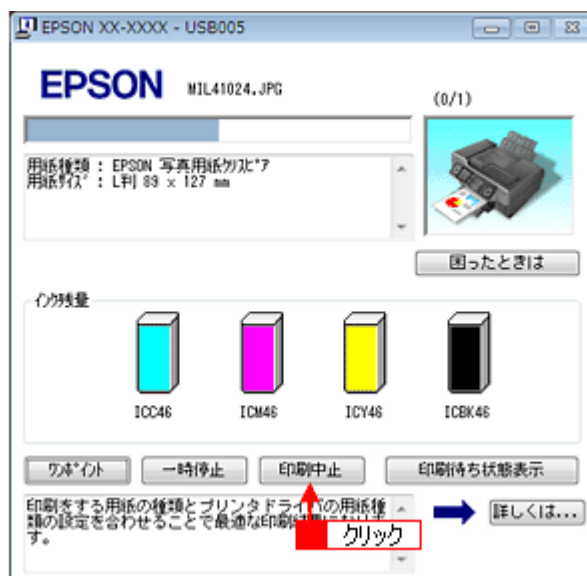 EPSON XX-XXXX - USB005
EPSON MIL41024.JPG
(0/1)
用紙種類 : EPSON 写真用紙クリスピア
用紙サイズ : L判 89 x 127 mm
困ったときは
インク残量
ICC46 ICM46 ICY46 ICBK46
ワンポイント 一時停止 印刷中止 印刷待ち状態表示
印刷をする用紙の種類とプリンタドライバの用紙種
類の設定を合わせることで最適な印刷
す。
詳しくは...
クリック